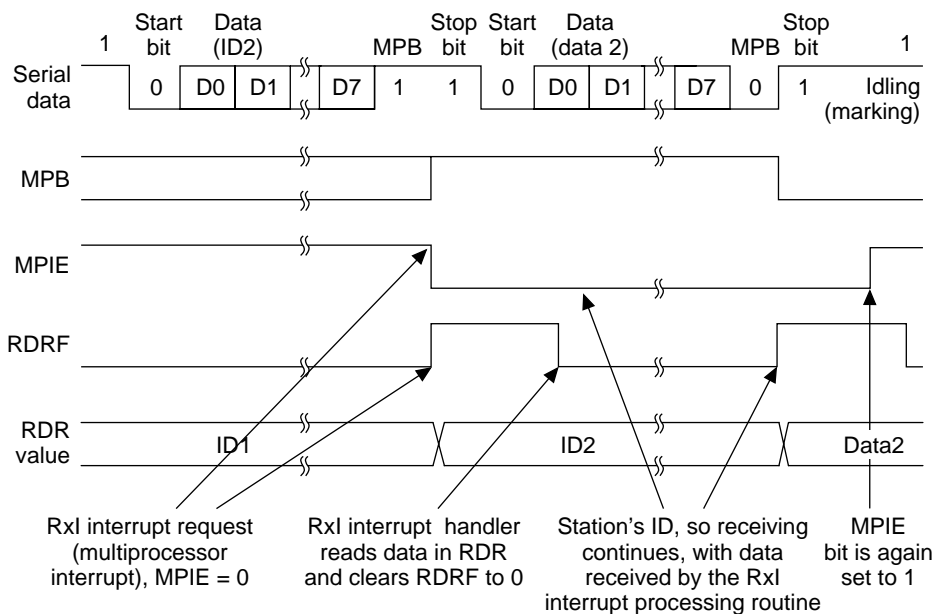 1 Start bit Data (ID2) MPB Stop bit Start bit Data (data 2) MPB Stop bit 1
Serial data 0 D0 D1 D7 1 1 0 D0 D1 D7 0 1 Idling (marking)
MPB
MPIE
RDRF
RDR value ID1 ID2 Data2
RxI interrupt request
(multiprocessor
interrupt), MPIE = 0
RxI interrupt handler
reads data in RDR
and clears RDRF to 0
Station's ID, so receiving
continues, with data
received by the RxI
interrupt processing routine
MPIE
bit is again
set to 1